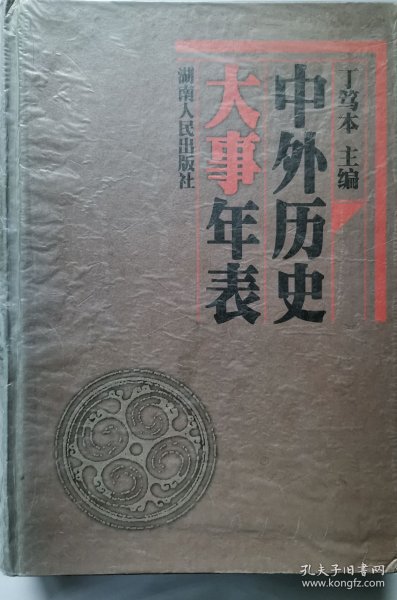 丁笃本 主编
中外历史
大事年表
湖南人民出版社
孔夫子旧书网
www.kongfz.com